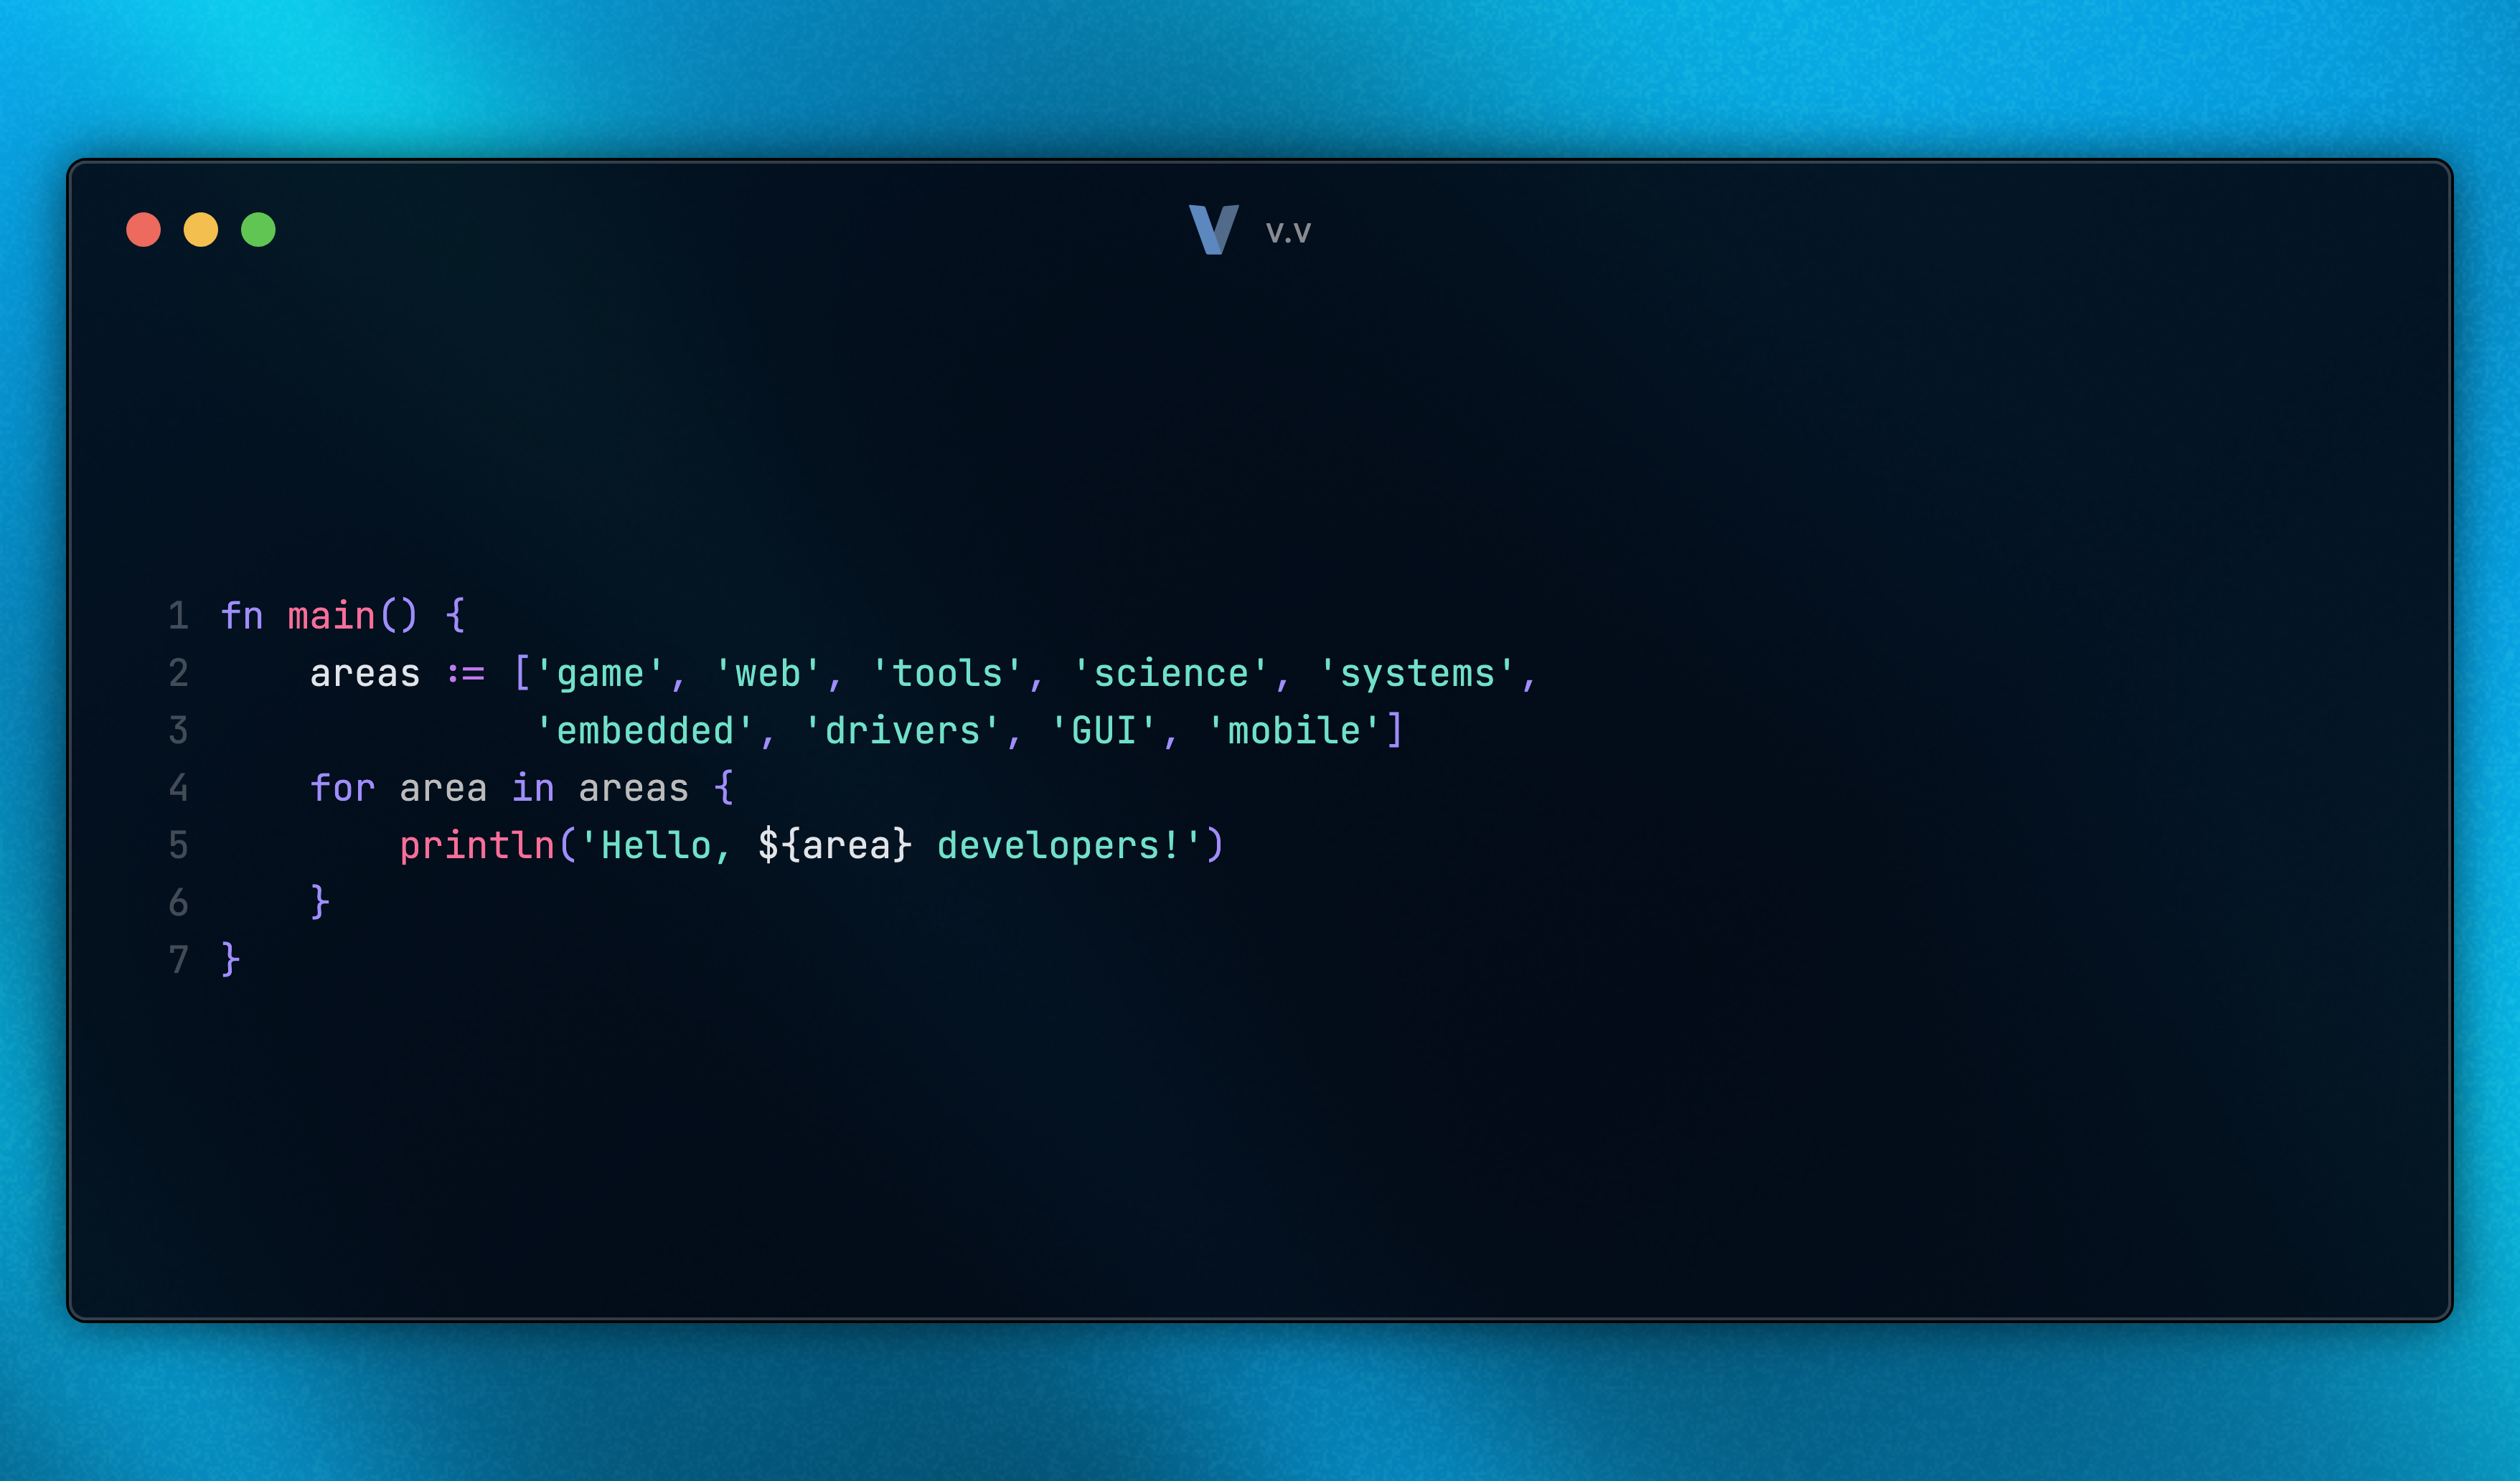 V v.v
1 fn main() {
2     areas := ['game', 'web', 'tools', 'science', 'systems',
3               'embedded', 'drivers', 'GUI', 'mobile']
4     for area in areas {
5         println('Hello, ${area} developers!')
6     }
7 }